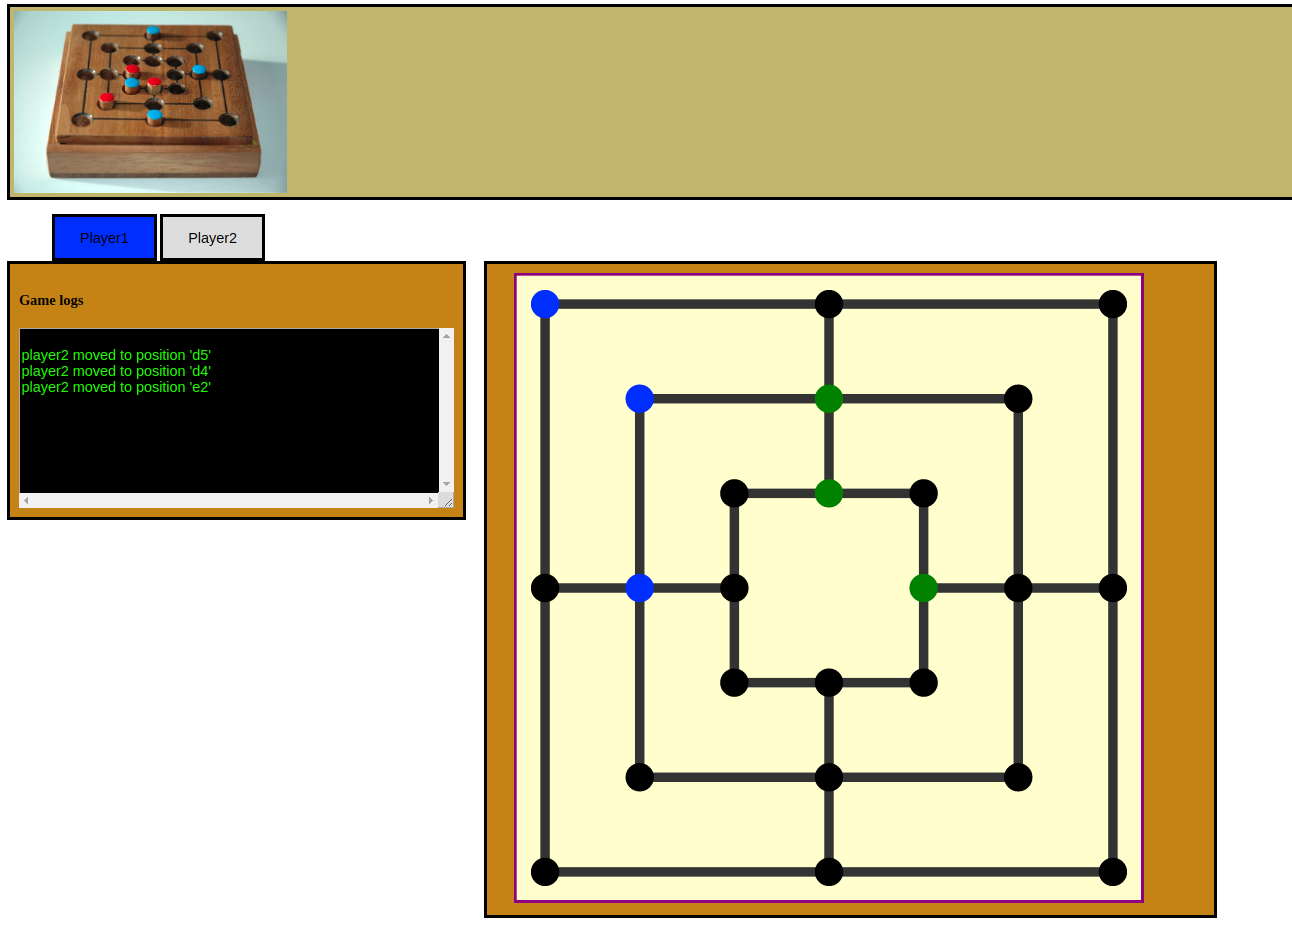 Player1
Player2
Game logs
player2 moved to position 'd5'
player2 moved to position 'd4'
player2 moved to position 'e2'